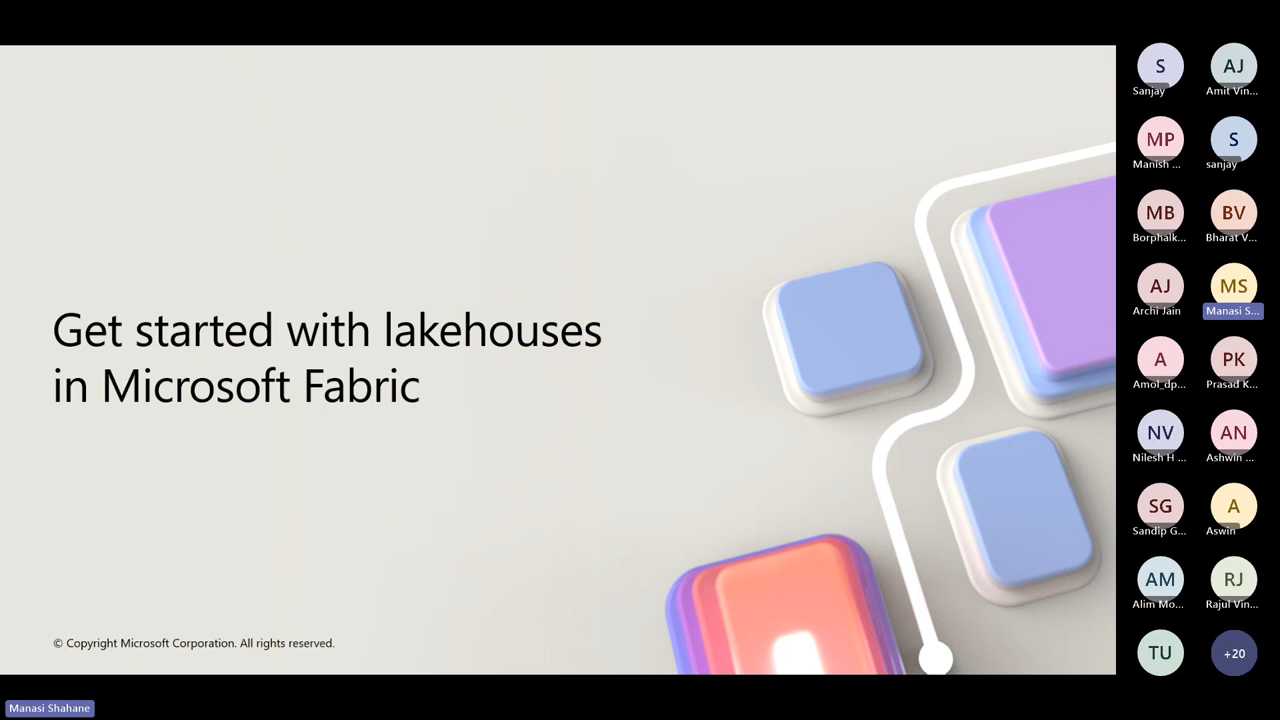 Get started with lakehouses
in Microsoft Fabric
© Copyright Microsoft Corporation. All rights reserved.
Manasi Shahane
S
Sanjay
AJ
Amit Vin...
MP
Manish ...
S
sanjay
MB
Borphalk...
BV
Bharat V...
AJ
Archi Jain
MS
Manasi S...
A
Amol_dp...
PK
Prasad K...
NV
Nilesh H ...
AN
Ashwin ...
SG
Sandip G...
A
Aswin
AM
Alim Mo...
RJ
Rajul Vin...
TU
+20